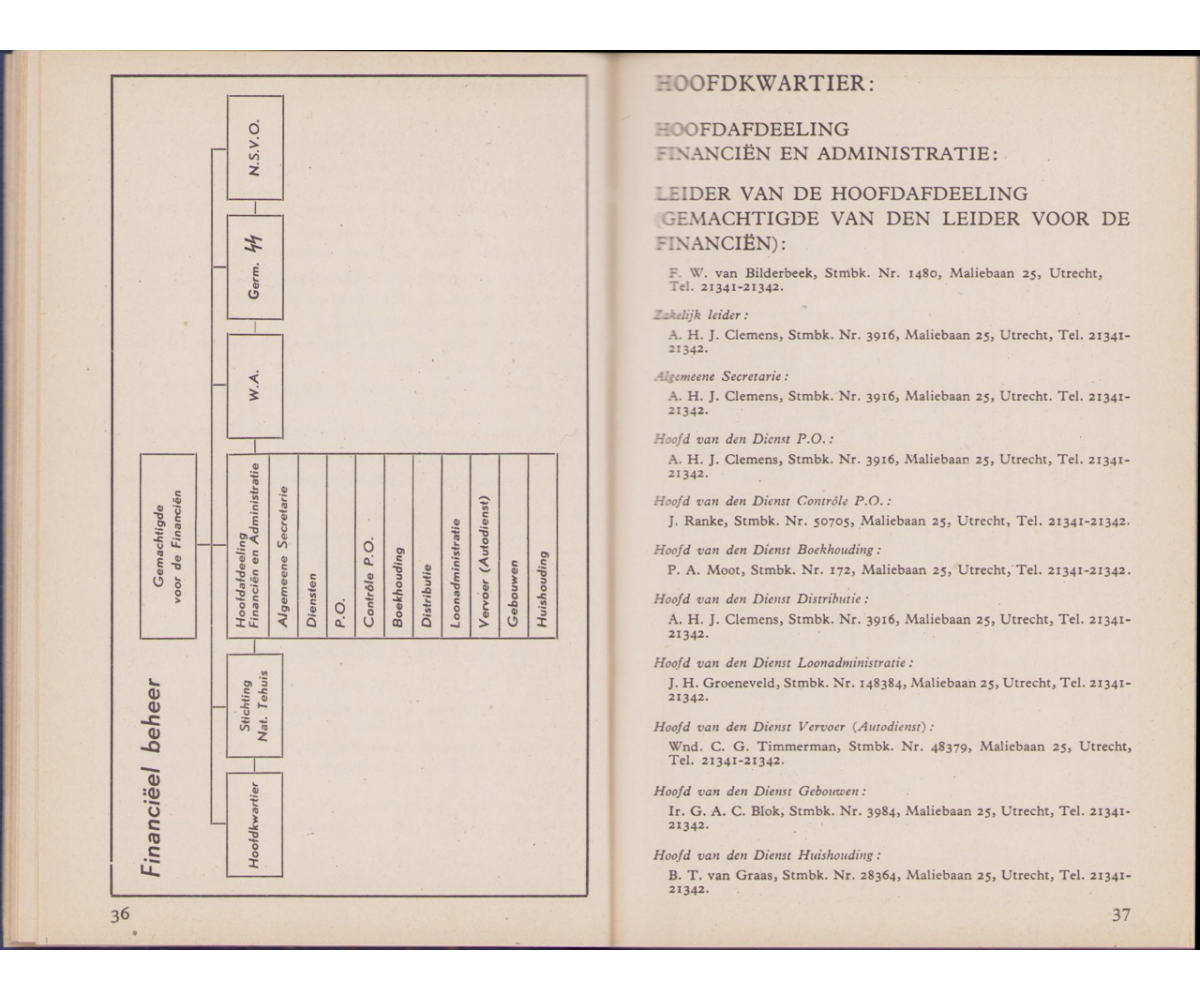 Financiëel beheer
Gemachtigde
voor de Financiën
Hoofdkwartier
Stichting
Nat. Tehuis
Hoofdafdeeling
Financiën en Administratie
Algemeene Secretarie
Diensten
P.O.
Contrôle P.O.
Boekhouding
Distributie
Loonadministratie
Vervoer (Autodienst)
Gebouwen
Huishouding
W.A.
Germ. ᛋᛋ
N.S.V.O.
36
HOOFDKWARTIER:
HOOFDAFDEELING
FINANCIËN EN ADMINISTRATIE:
LEIDER VAN DE HOOFDAFDEELING
(GEMACHTIGDE VAN DEN LEIDER VOOR DE
FINANCIËN):
F. W. van Bilderbeek, Stmbk. Nr. 1480, Maliebaan 25, Utrecht,
Tel. 21341-21342.
Zakelijk leider:
A. H. J. Clemens, Stmbk. Nr. 3916, Maliebaan 25, Utrecht, Tel. 21341-
21342.
Algemeene Secretarie:
A. H. J. Clemens, Stmbk. Nr. 3916, Maliebaan 25, Utrecht. Tel. 21341-
21342.
Hoofd van den Dienst P.O.:
A. H. J. Clemens, Stmbk. Nr. 3916, Maliebaan 25, Utrecht, Tel. 21341-
21342.
Hoofd van den Dienst Contrôle P.O.:
J. Ranke, Stmbk. Nr. 50705, Maliebaan 25, Utrecht, Tel. 21341-21342.
Hoofd van den Dienst Boekhouding:
P. A. Moot, Stmbk. Nr. 172, Maliebaan 25, Utrecht, Tel. 21341-21342.
Hoofd van den Dienst Distributie:
A. H. J. Clemens, Stmbk. Nr. 3916, Maliebaan 25, Utrecht, Tel. 21341-
21342.
Hoofd van den Dienst Loonadministratie:
J. H. Groeneveld, Stmbk. Nr. 148384, Maliebaan 25, Utrecht, Tel. 21341-
21342.
Hoofd van den Dienst Vervoer (Autodienst):
Wnd. C. G. Timmerman, Stmbk. Nr. 48379, Maliebaan 25, Utrecht,
Tel. 21341-21342.
Hoofd van den Dienst Gebouwen:
Ir. G. A. C. Blok, Stmbk. Nr. 3984, Maliebaan 25, Utrecht, Tel. 21341-
21342.
Hoofd van den Dienst Huishouding:
B. T. van Graas, Stmbk. Nr. 28364, Maliebaan 25, Utrecht, Tel. 21341-
21342.
37